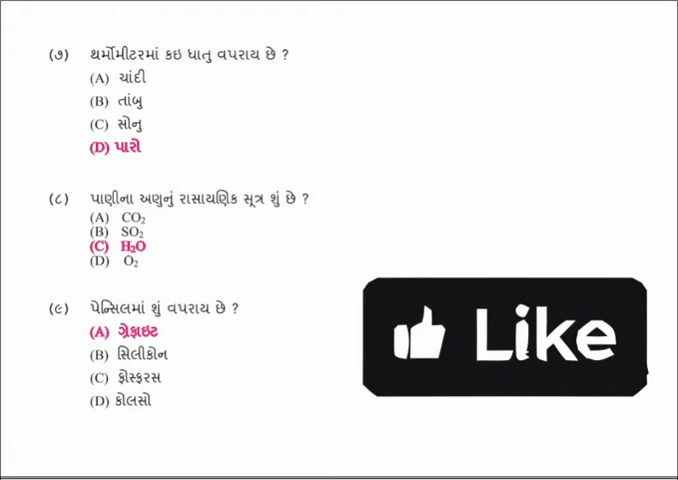 (૭) થર્મોમીટરમાં કઇ ધાતુ વપરાય છે ?
(A) ચાંદી
(B) તાંબુ
(C) સોનુ
(D) પારો
(૮) પાણીના અણુનું રાસાયણિક સૂત્ર શું છે ?
(A) CO₂
(B) SO₂
(C) H₂O
(D) O₂
(૯) પેન્સિલમાં શું વપરાય છે ?
(A) ગ્રેફાઇટ
(B) સિલીકોન
(C) ફોસ્ફરસ
(D) કોલસો
Like